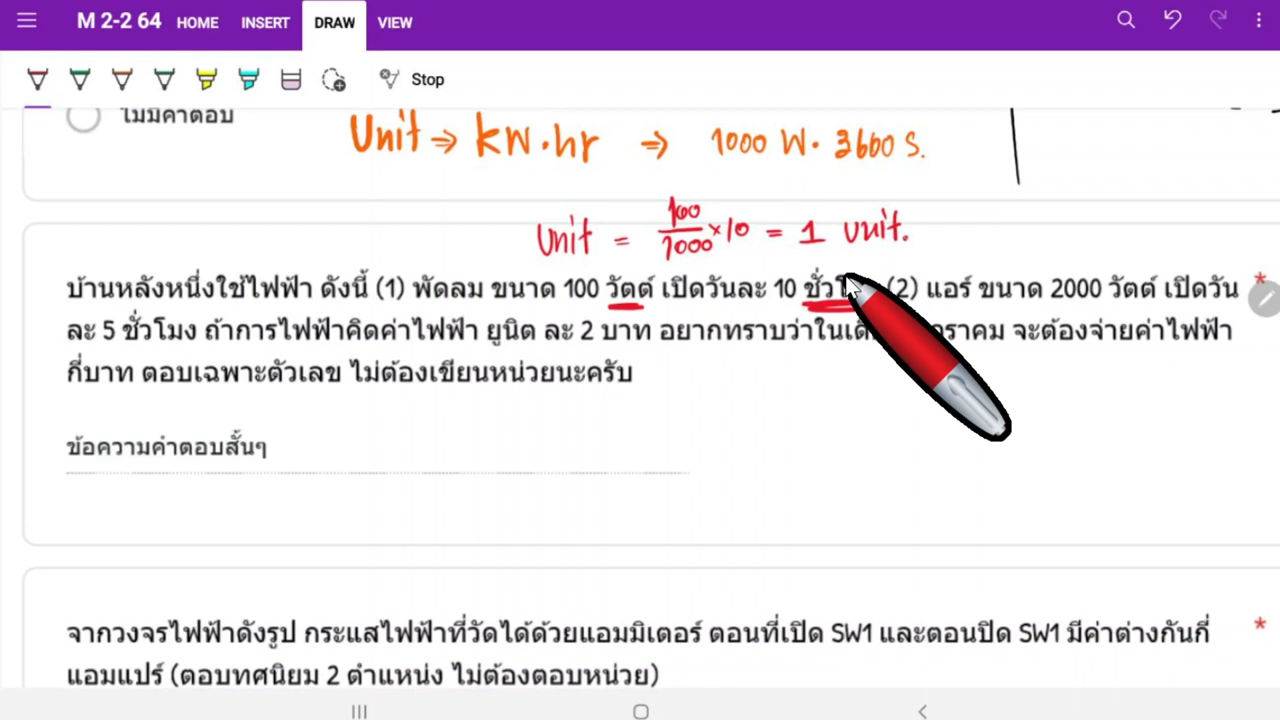 M 2-2 64 HOME INSERT DRAW VIEW
Stop
ไม่มีคำตอบ
Unit ⇒ kW·hr ⇒ 1000 W· 3600 S.
Unit = 100/1000 × 10 = 1 Unit.
บ้านหลังหนึ่งใช้ไฟฟ้า ดังนี้ (1) พัดลม ขนาด 100 วัตต์ เปิดวันละ 10 (2) แอร์ ขนาด 2000 วัตต์ เปิดวัน *
ละ 5 ชั่วโมง ถ้าการไฟฟ้าคิดค่าไฟฟ้า ยูนิต ละ 2 บาท อยากทราบว่า จะต้องจ่ายค่าไฟฟ้า
กี่บาท ตอบเฉพาะตัวเลข ไม่ต้องเขียนหน่วยนะครับ
ข้อความคำตอบสั้นๆ
จากวงจรไฟฟ้าดังรูป กระแสไฟฟ้าที่วัดได้ด้วยแอมมิเตอร์ ตอนที่เปิด SW1 และตอนปิด SW1 มีค่าต่างกันกี่ *
แอมแปร์ (ตอบทศนิยม 2 ตำแหน่ง ไม่ต้องตอบหน่วย)